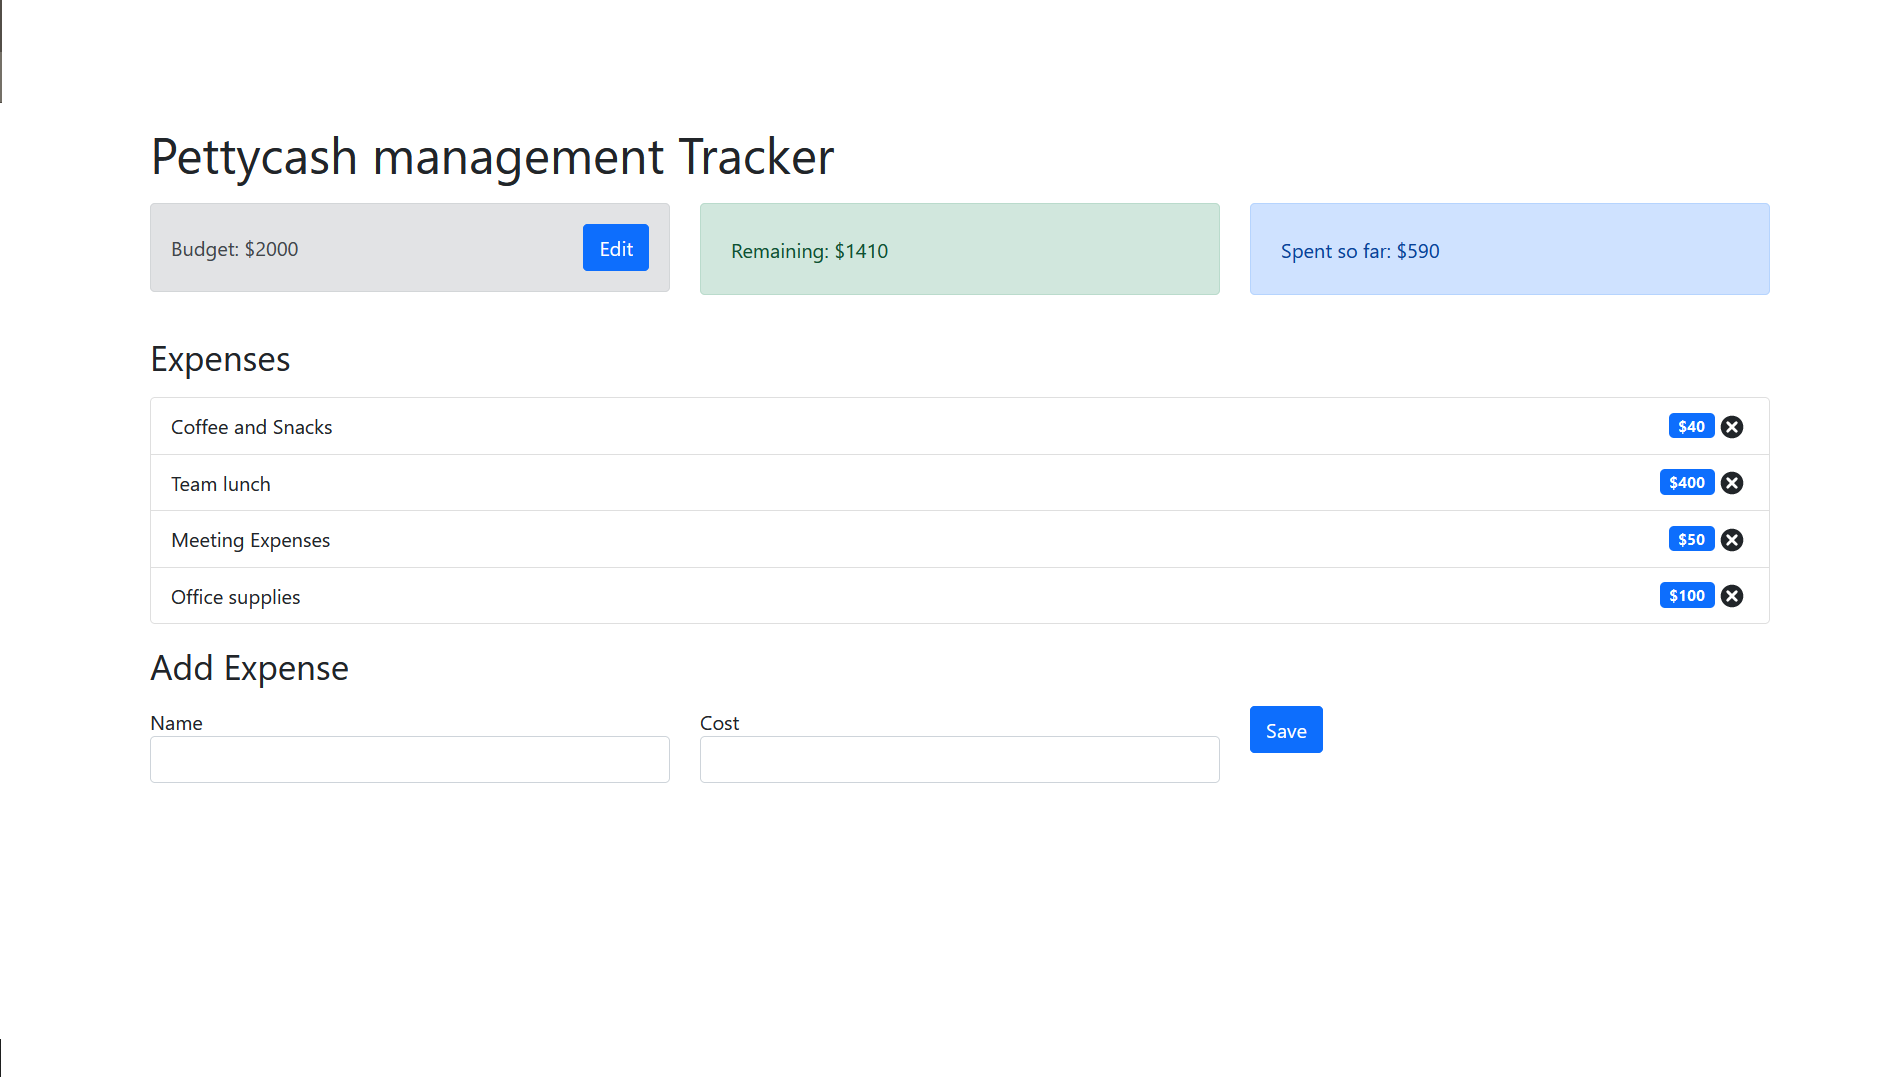 Pettycash management Tracker
Budget: $2000
Edit
Remaining: $1410
Spent so far: $590
Expenses
Coffee and Snacks $40
Team lunch $400
Meeting Expenses $50
Office supplies $100
Add Expense
Name
Cost
Save